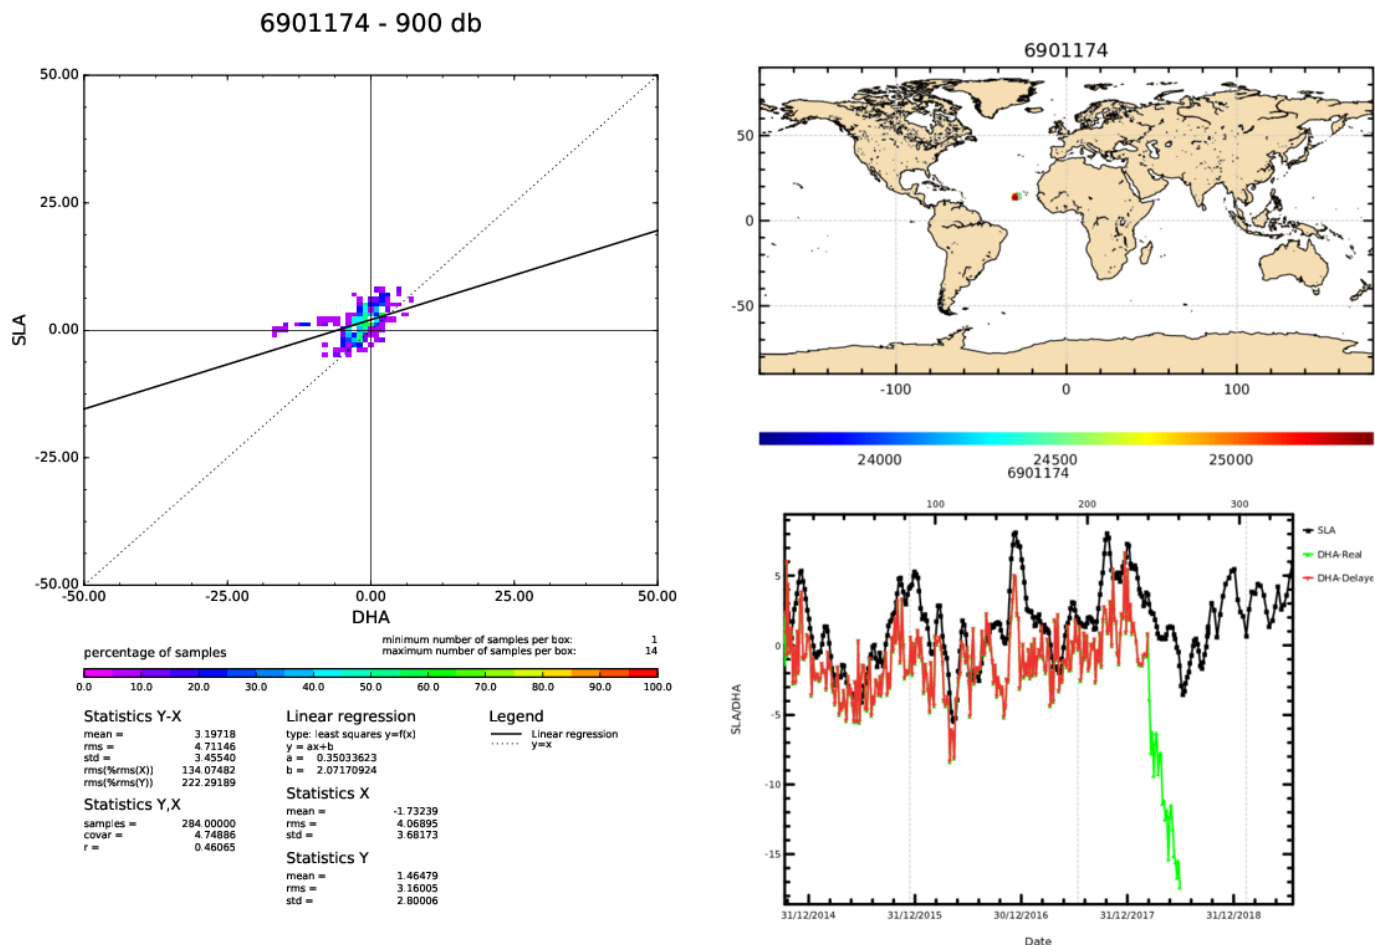 6901174 - 900 db
50.00
25.00
0.00
-25.00
-50.00
SLA
-50.00 -25.00 0.00 25.00 50.00
DHA
minimum number of samples per box: 1
maximum number of samples per box: 14
percentage of samples
0.0 10.0 20.0 30.0 40.0 50.0 60.0 70.0 80.0 90.0 100.0
Statistics Y-X
mean = 3.19718
rms = 4.71146
std = 3.45540
rms(%rms(X)) 134.07482
rms(%rms(Y)) 222.29189
Statistics Y,X
samples = 284.00000
covar = 4.74886
r = 0.46065
Linear regression
type: least squares y=f(x)
y = ax+b
a = 0.35033623
b = 2.07170924
Statistics X
mean = -1.73239
rms = 4.06895
std = 3.68173
Statistics Y
mean = 1.46479
rms = 3.16005
std = 2.80006
Legend
Linear regression
y=x
6901174
50
0
-50
-100 0 100
24000 24500 25000
6901174
100 200 300
5
0
-5
-10
-15
SLA/DHA
31/12/2014 31/12/2015 30/12/2016 31/12/2017 31/12/2018
Date
SLA
DHA-Real
DHA-Delaye